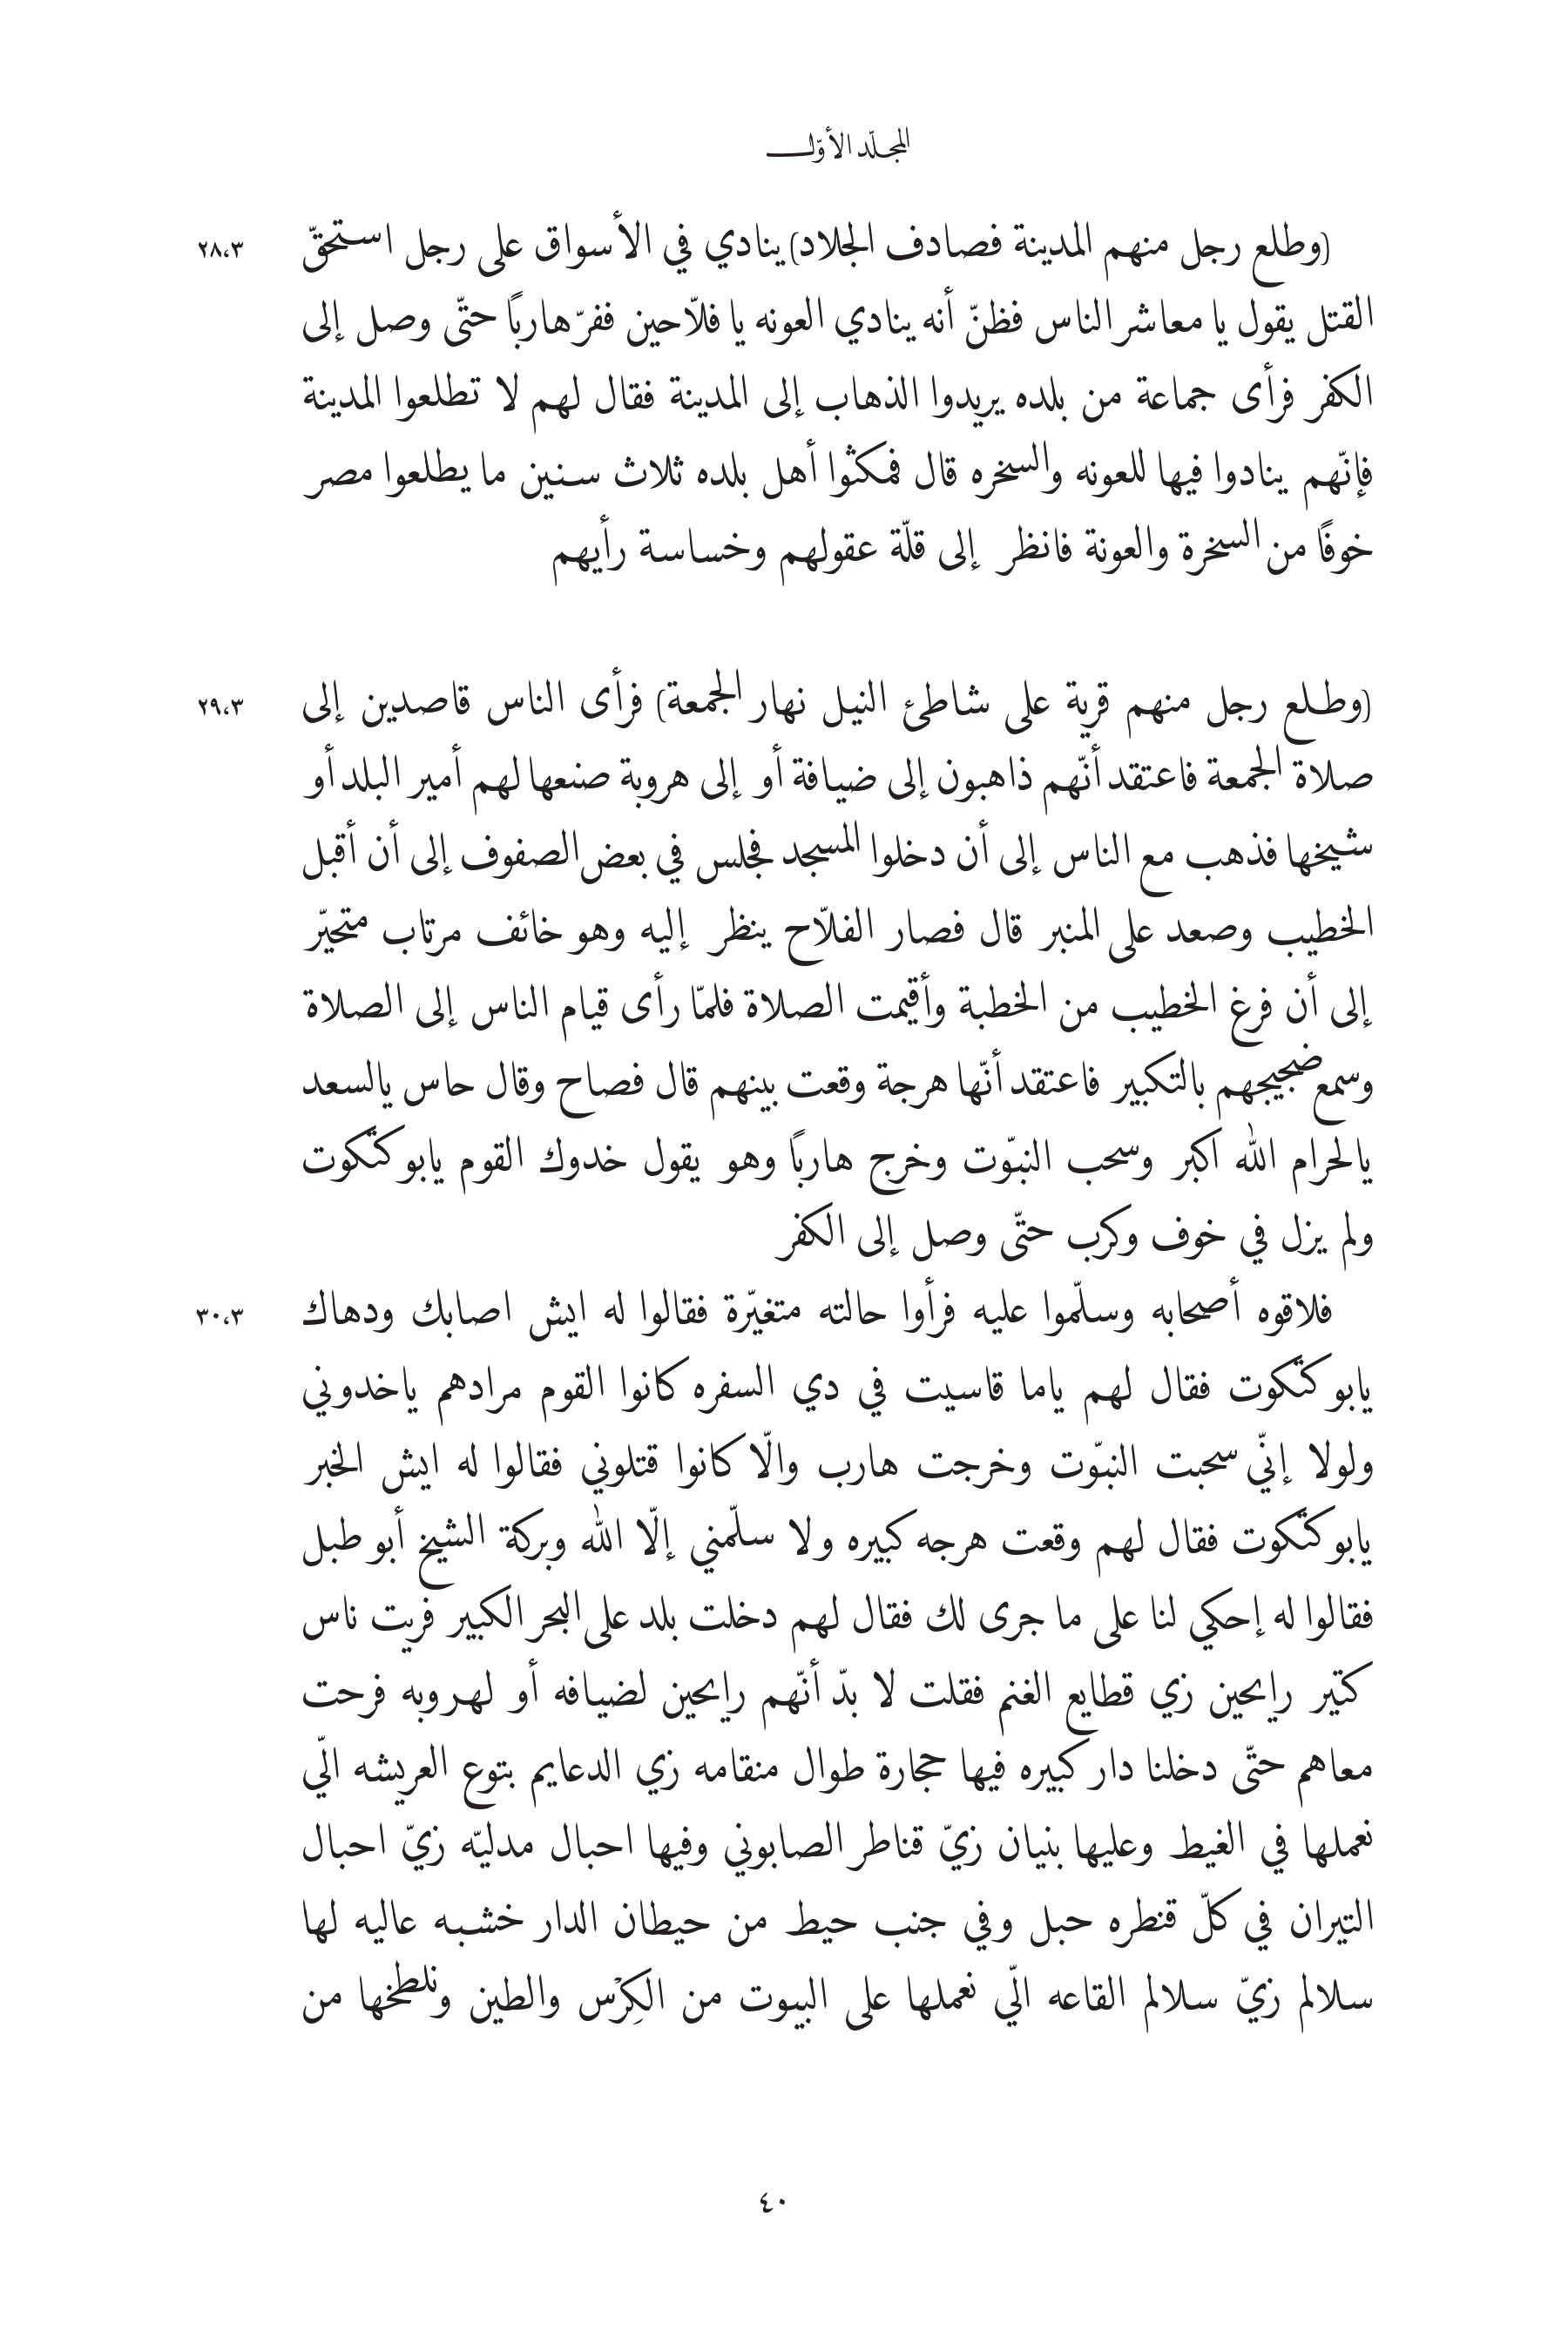 المجلّد الأوّل
(وطلع رجل منهم المدينة فصادف الجلاد) ينادي في الأسواق على رجل استحقّ ٢٨،٣
القتل يقول يا معاشر الناس فظنّ أنه ينادي العونه يا فلاّحين ففرّ هاربًا حتّى وصل إلى
الكفر فرأى جماعة من بلده يريدوا الذهاب إلى المدينة فقال لهم لا تطلعوا المدينة
فإنّهم ينادوا فيها للعونه والسخره قال فمكثوا أهل بلده ثلاث سنين ما يطلعوا مصر
خوفًا من السخرة والعونة فانظر إلى قلّة عقولهم وخساسة رأيهم
(وطلع رجل منهم قرية على شاطئ النيل نهار الجمعة) فرأى الناس قاصدين إلى ٢٩،٣
صلاة الجمعة فاعتقد أنّهم ذاهبون إلى ضيافة أو إلى هروبة صنعها لهم أمير البلد أو
شيخها فذهب مع الناس إلى أن دخلوا المسجد فجلس في بعض الصفوف إلى أن أقبل
الخطيب وصعد على المنبر قال فصار الفلاّح ينظر إليه وهو خائف مرتاب متحيّر
إلى أن فرغ الخطيب من الخطبة وأقيمت الصلاة فلمّا رأى قيام الناس إلى الصلاة
وسمع ضجيجهم بالتكبير فاعتقد أنّها هرجة وقعت بينهم قال فصاح وقال حاس يالسعد
يالحرام الله اكبر وسحب النبّوت وخرج هاربًا وهو يقول خدوك القوم يابو كتكوت
ولم يزل في خوف وكرب حتّى وصل إلى الكفر
فلاقوه أصحابه وسلّموا عليه فرأوا حالته متغيّرة فقالوا له ايش اصابك ودهاك ٣٠،٣
يابو كتكوت فقال لهم ياما قاسيت في دي السفره كانوا القوم مرادهم ياخدوني
ولولا إنّي سحبت النبّوت وخرجت هارب والّا كانوا قتلوني فقالوا له ايش الخبر
يابو كتكوت فقال لهم وقعت هرجه كبيره ولا سلّمني إلّا الله وبركة الشيخ أبو طبل
فقالوا له إحكي لنا على ما جرى لك فقال لهم دخلت بلد على البحر الكبير فريت ناس
كتير رايحين زي قطايع الغنم فقلت لا بدّ أنّهم رايحين لضيافه أو لهروبه فرحت
معاهم حتّى دخلنا دار كبيره فيها حجارة طوال منقامه زي الدعايم بتوع العريشه الّي
نعملها في الغيط وعليها بنيان زيّ قناطر الصابوني وفيها احبال مدليّه زيّ احبال
التيران في كلّ قنطره حبل وفي جنب حيط من حيطان الدار خشبه عاليه لها
سلالم زيّ سلالم القاعه الّي نعملها على البيوت من الكِرْس والطين ونلطخها من
٤٠